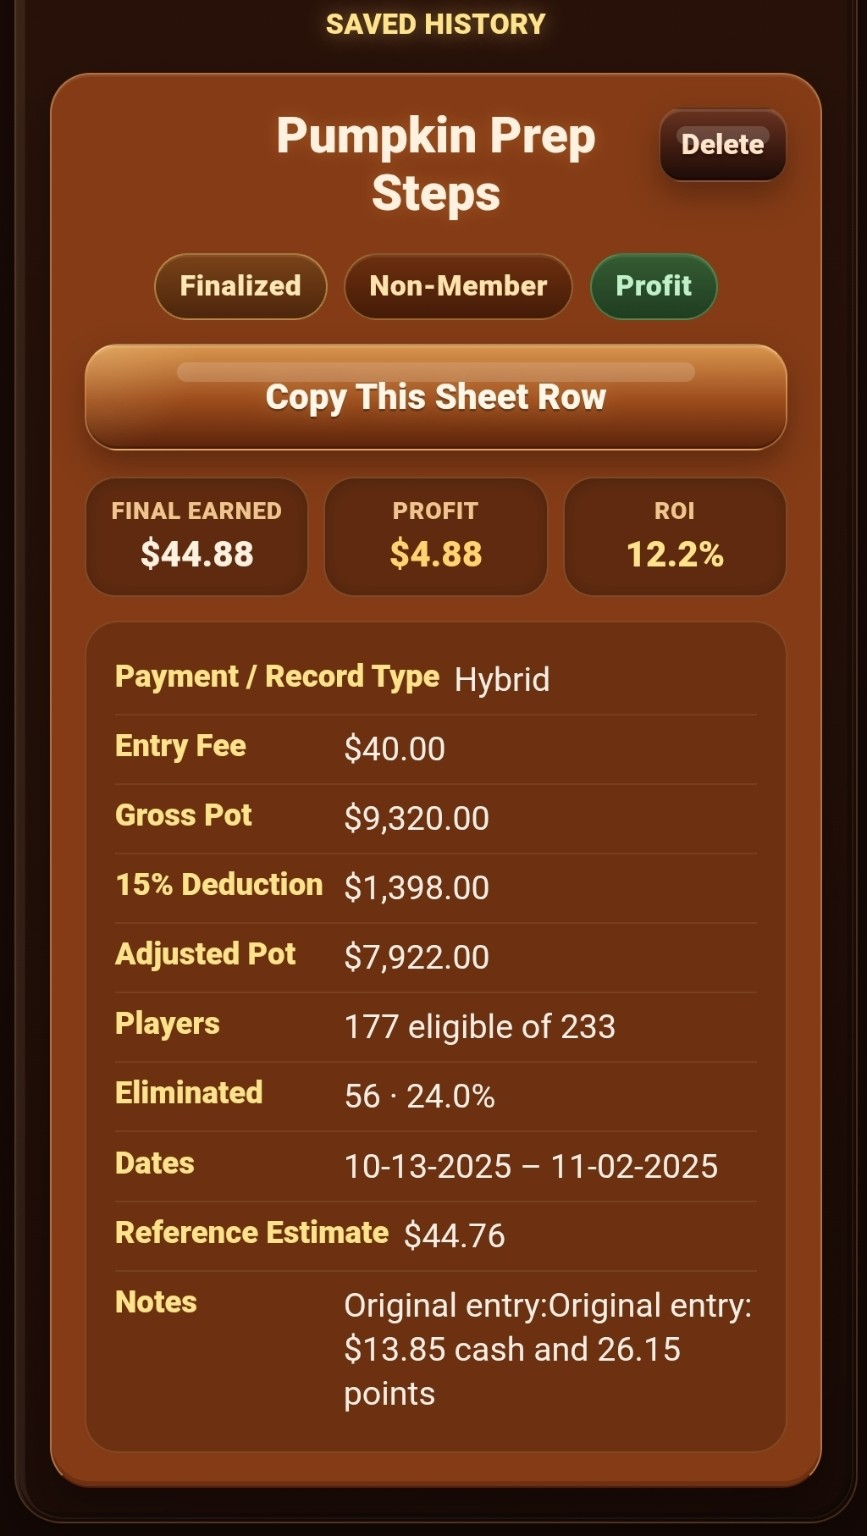 SAVED HISTORY
Pumpkin Prep
Steps
Delete
Finalized
Non-Member
Profit
Copy This Sheet Row
FINAL EARNED
$44.88
PROFIT
$4.88
ROI
12.2%
Payment / Record Type Hybrid
Entry Fee $40.00
Gross Pot $9,320.00
15% Deduction $1,398.00
Adjusted Pot $7,922.00
Players 177 eligible of 233
Eliminated 56 · 24.0%
Dates 10-13-2025 – 11-02-2025
Reference Estimate $44.76
Notes Original entry:Original entry:
$13.85 cash and 26.15
points